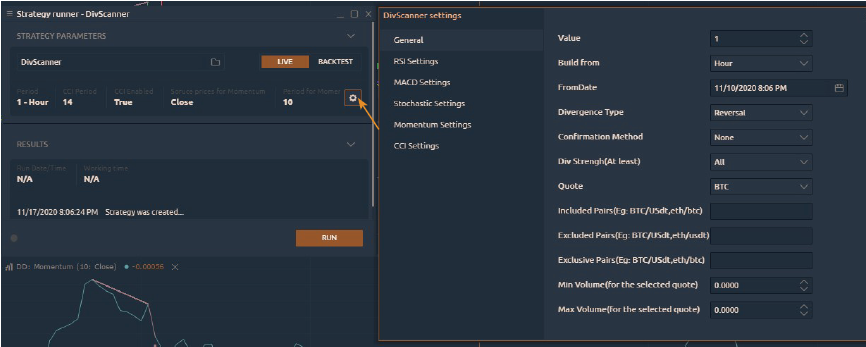 Strategy runner - DivScanner
STRATEGY PARAMETERS
DivScanner
LIVE
BACKTEST
Period CCI Period CCI Enabled Soruce prices for Momentum Period for Momen
1 - Hour 14 True Close 10
RESULTS
Run Date/Time Working time
N/A N/A
11/17/2020 8:06:24 PM Strategy was created...
RUN
DD: Momentum (10: Close) -0.00056
DivScanner settings
General
RSI Settings
MACD Settings
Stochastic Settings
Momentum Settings
CCI Settings
Value 1
Build from Hour
FromDate 11/10/2020 8:06 PM
Divergence Type Reversal
Confirmation Method None
Div Strengh(At least) All
Quote BTC
Included Pairs(Eg: BTC/USdt,eth/btc)
Excluded Pairs(Eg: BTC/USdt,eth/usdt)
Exclusive Pairs(Eg: BTC/USdt,eth/btc)
Min Volume(for the selected quote) 0.0000
Max Volume(for the selected quote) 0.0000